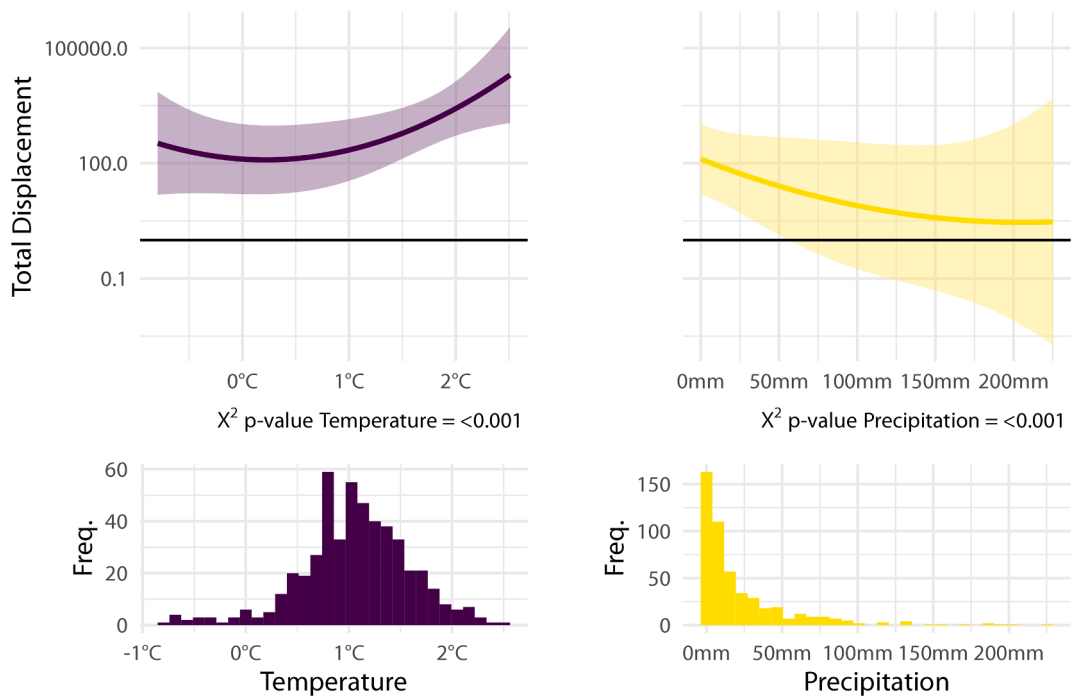 Total Displacement
100000.0
100.0
0.1
0°C 1°C 2°C
X² p-value Temperature = <0.001
0mm 50mm 100mm 150mm 200mm
X² p-value Precipitation = <0.001
Freq.
60
40
20
0
-1°C 0°C 1°C 2°C
Temperature
Freq.
150
100
50
0
0mm 50mm 100mm 150mm 200mm
Precipitation